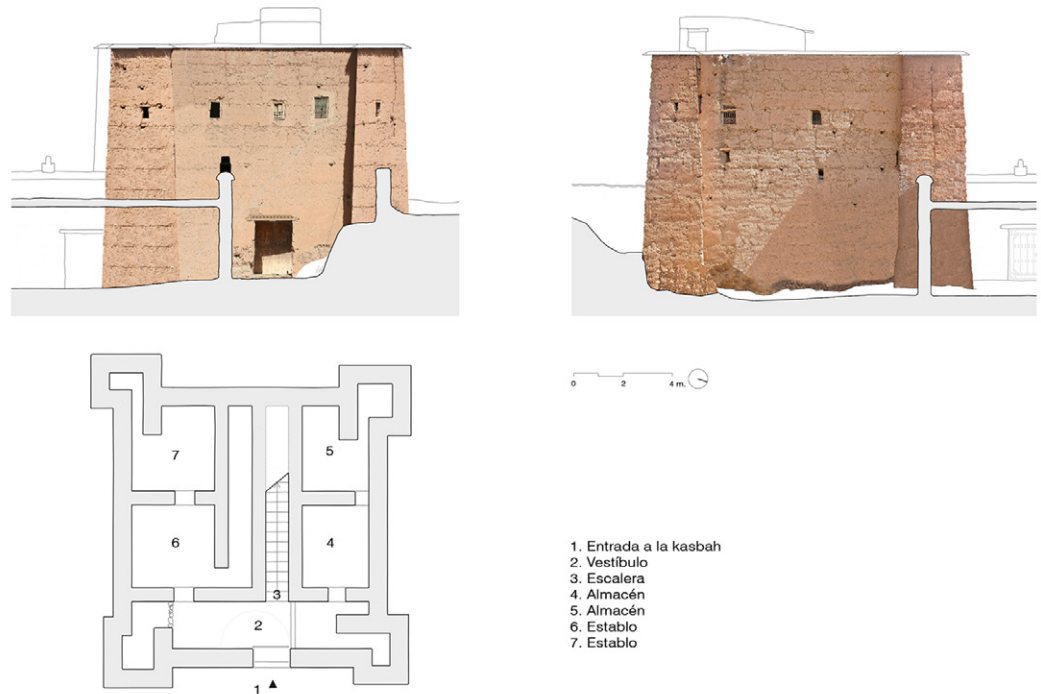 0 2 4 m.
7
5
6
4
3
2
1
1. Entrada a la kasbah
2. Vestíbulo
3. Escalera
4. Almacén
5. Almacén
6. Establo
7. Establo